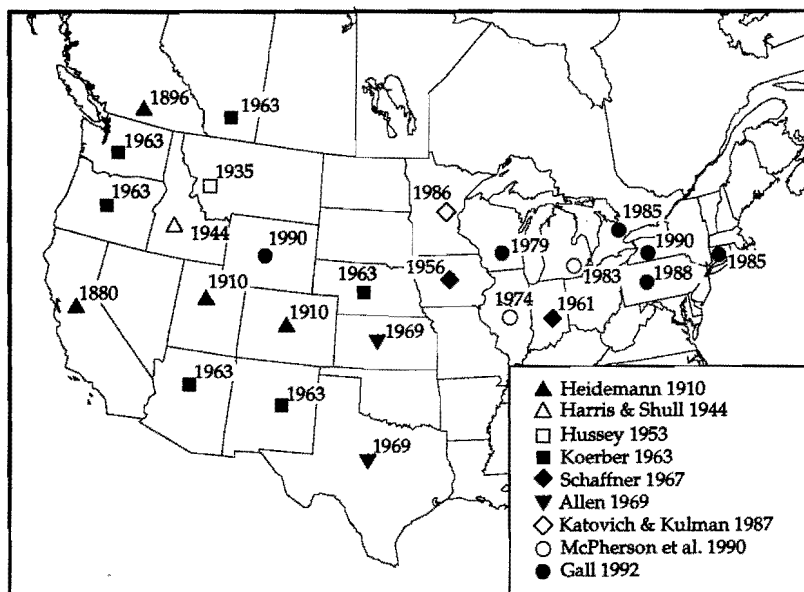 1896
1963
1963
1935
1963
1986
1944
1990
1985
1979
1990
1985
1956
1983
1988
1963
1910
1880
1974
1961
1910
1969
1963
1963
1969
Heidemann 1910
Harris & Shull 1944
Hussey 1953
Koerber 1963
Schaffner 1967
Allen 1969
Katovich & Kulman 1987
McPherson et al. 1990
Gall 1992